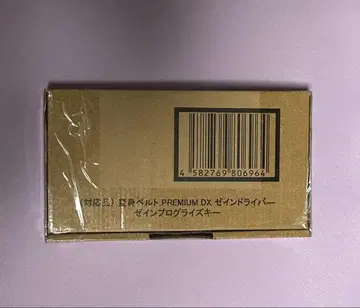 4 582769 806964
(対応品) 変身ベルト PREMIUM DX ゼインドライバー
ゼインプログライズキー